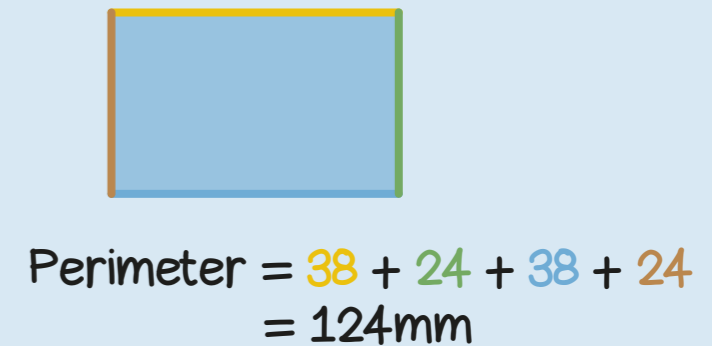 Perimeter = 38 + 24 + 38 + 24
= 124mm